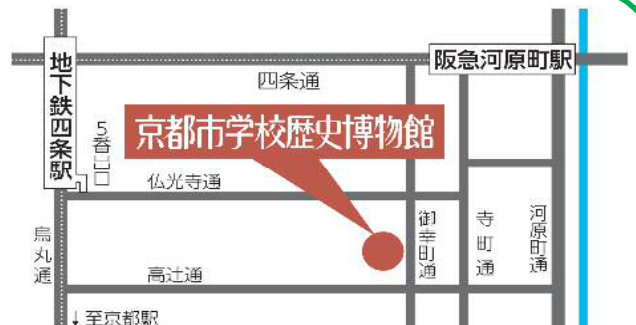 地下鉄四条駅
阪急河原町駅
四条通
5番出口
京都市学校歴史博物館
仏光寺通
烏丸通
御幸町通
寺町通
河原町通
高辻通
↓至京都駅